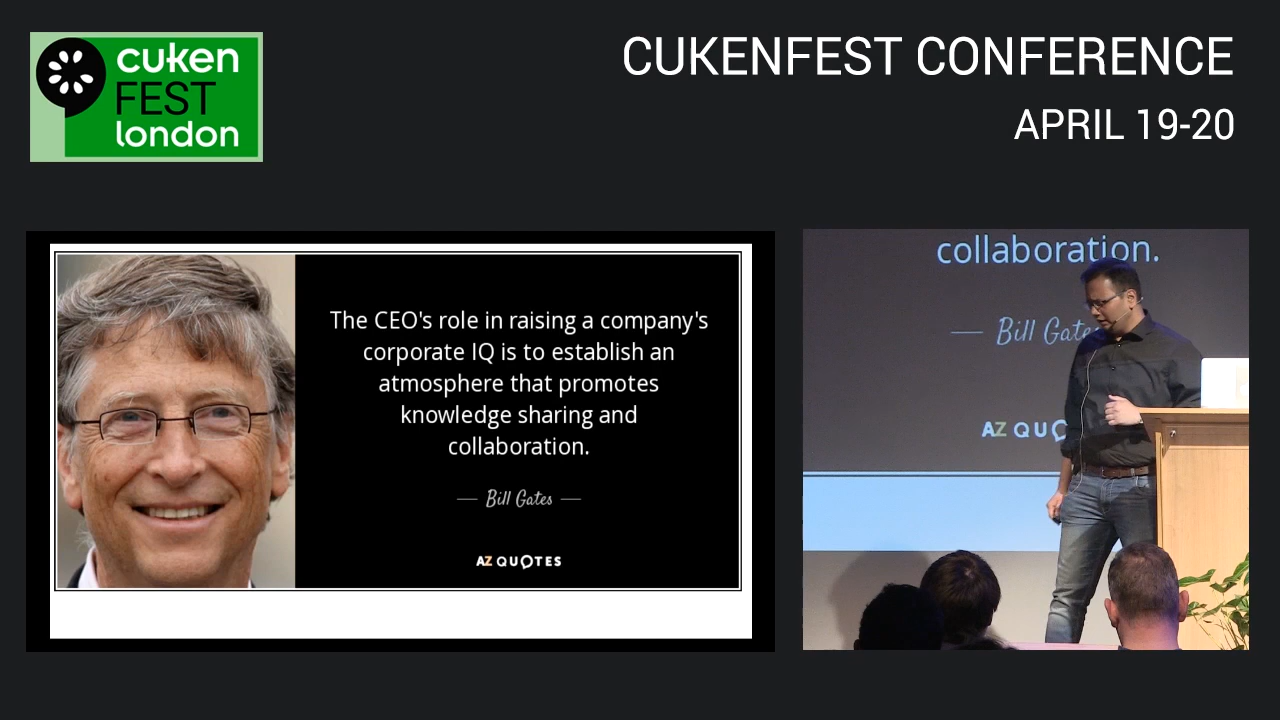 cuken
FEST
london
CUKENFEST CONFERENCE
APRIL 19-20
The CEO's role in raising a company's
corporate IQ is to establish an
atmosphere that promotes
knowledge sharing and
collaboration.
— Bill Gates —
AZ QUOTES
collaboration.
— Bill Gates
AZ QUO